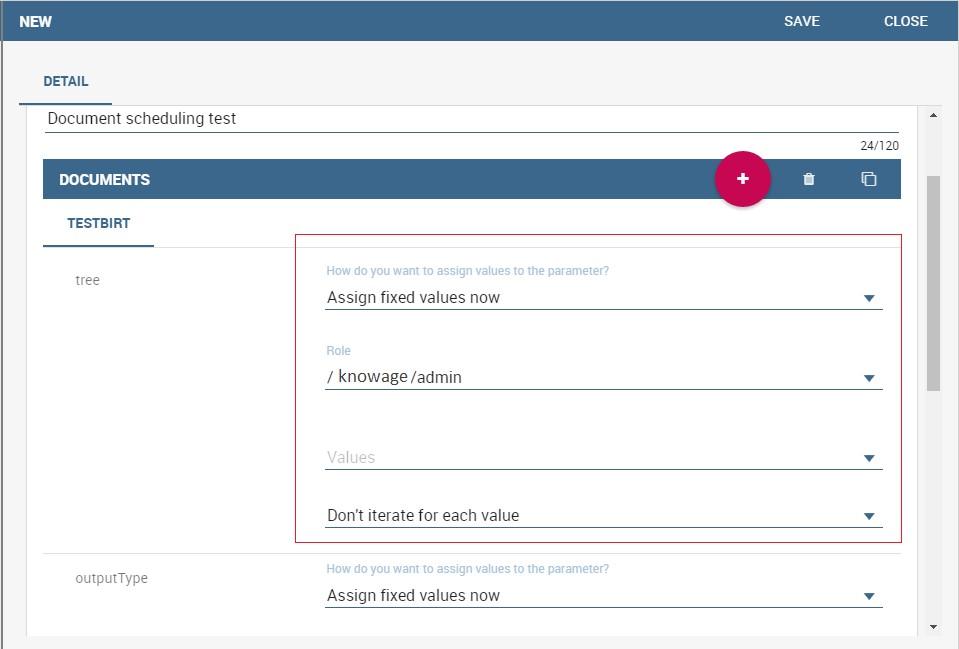 NEW SAVE CLOSE
DETAIL
Document scheduling test
24/120
DOCUMENTS
TESTBIRT
tree
How do you want to assign values to the parameter?
Assign fixed values now
Role
/ knowage /admin
Values
Don't iterate for each value
outputType
How do you want to assign values to the parameter?
Assign fixed values now